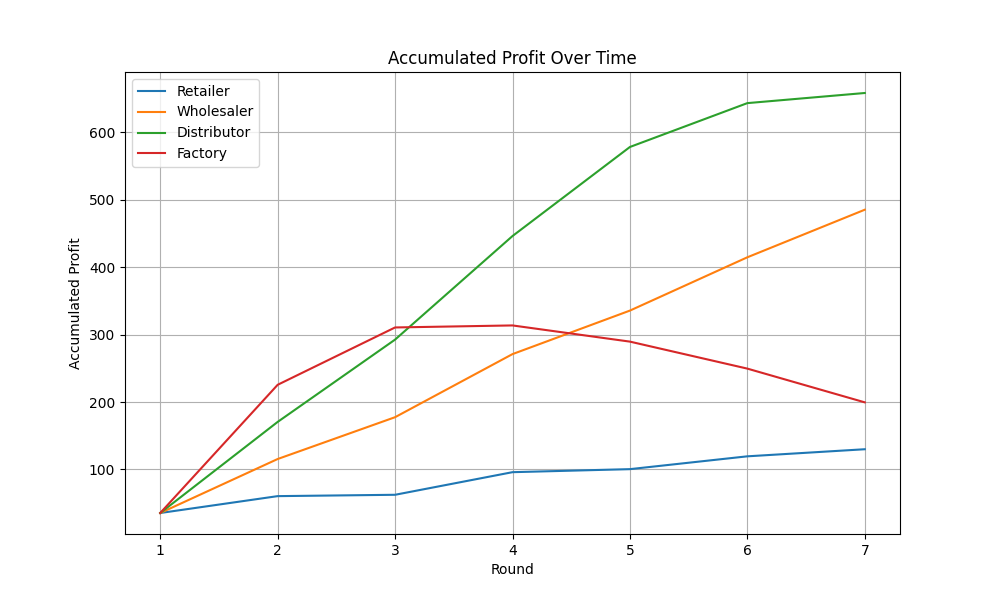 Accumulated Profit Over Time
Retailer
Wholesaler
Distributor
Factory
Accumulated Profit
600
500
400
300
200
100
1 2 3 4 5 6 7
Round